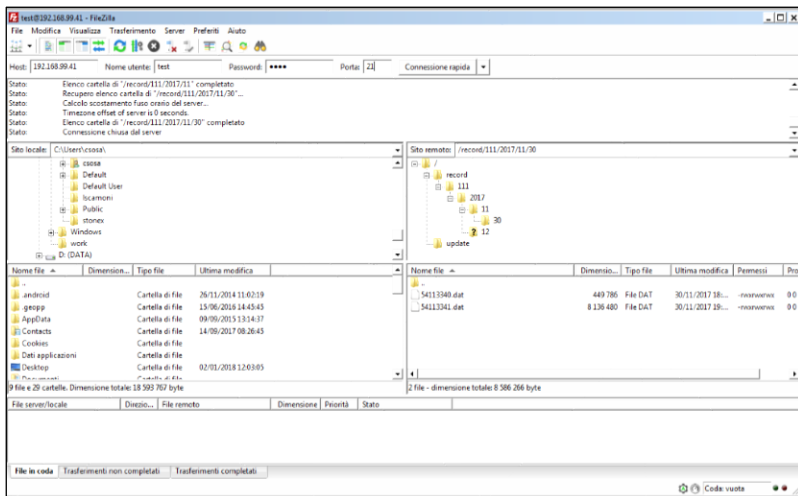 test@192.168.99.41 - FileZilla
File Modifica Visualizza Trasferimento Server Preferiti Aiuto
Host: 192.168.99.41 Nome utente: test Password: •••• Porta: 21 Connessione rapida
Stato: Elenco cartella di "/record/111/2017/11" completato
Stato: Recupero elenco cartella di "/record/111/2017/11/30"...
Stato: Calcolo scostamento fuso orario del server...
Stato: Timezone offset of server is 0 seconds.
Stato: Elenco cartella di "/record/111/2017/11/30" completato
Stato: Connessione chiusa dal server
Sito locale: C:\Users\csosa\
csosa
Default
Default User
lscamoni
Public
stonex
Windows
work
D: (DATA)
Sito remoto: /record/111/2017/11/30
/
record
111
2017
11
30
? 12
update
Nome file Dimension... Tipo file Ultima modifica
..
.android Cartella di file 26/11/2014 11:02:19
.geopp Cartella di file 15/06/2016 14:45:45
AppData Cartella di file 09/09/2015 13:14:37
Contacts Cartella di file 14/09/2017 08:26:45
Cookies Cartella di file
Dati applicazioni Cartella di file
Desktop Cartella di file 02/01/2018 12:03:05
Documenti Cartella di file
9 file e 29 cartelle. Dimensione totale: 18 593 767 byte
Nome file Dimensio... Tipo file Ultima modifica Permessi Pro
..
54113340.dat 449 786 File DAT 30/11/2017 18:... -rwxrwxrwx 0 0
54113341.dat 8 136 480 File DAT 30/11/2017 19:... -rwxrwxrwx 0 0
2 file - dimensione totale: 8 586 266 byte
File server/locale Direzio... File remoto Dimensione Priorità Stato
File in coda Trasferimenti non completati Trasferimenti completati
Coda: vuota